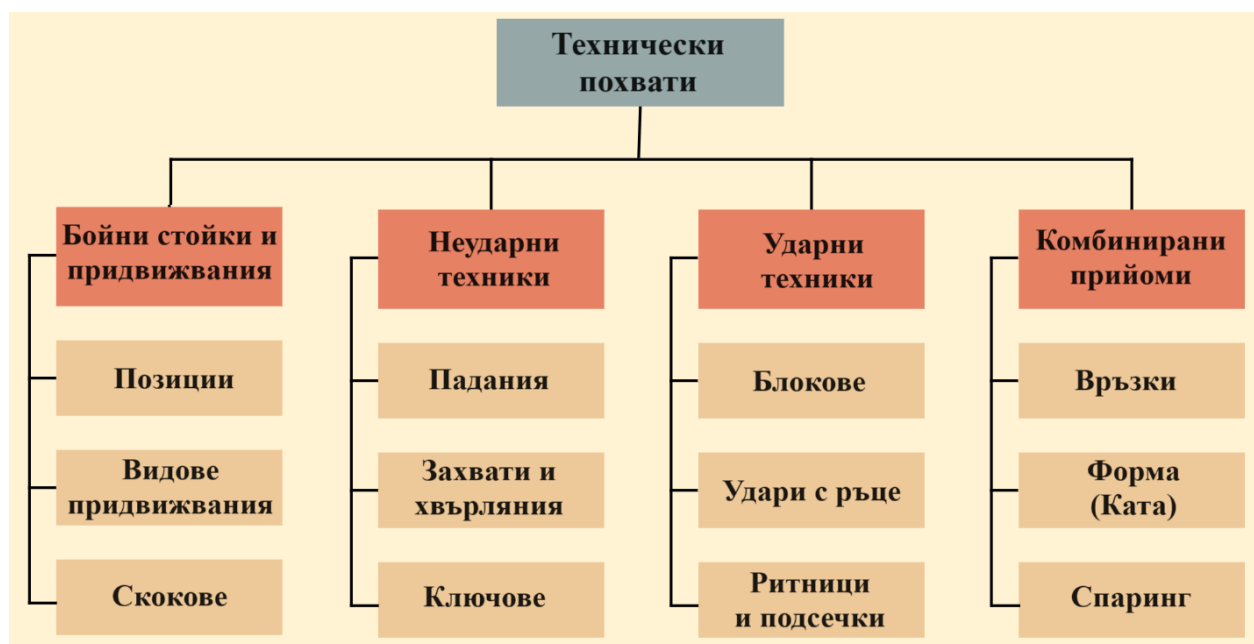 Технически
похвати
Бойни стойки и
придвижвания
Неударни
техники
Ударни
техники
Комбинирани
прийоми
Позиции
Падания
Блокове
Връзки
Видове
придвижвания
Захвати и
хвърляния
Удари с ръце
Форма
(Ката)
Скокове
Ключове
Ритници
и подсечки
Спаринг